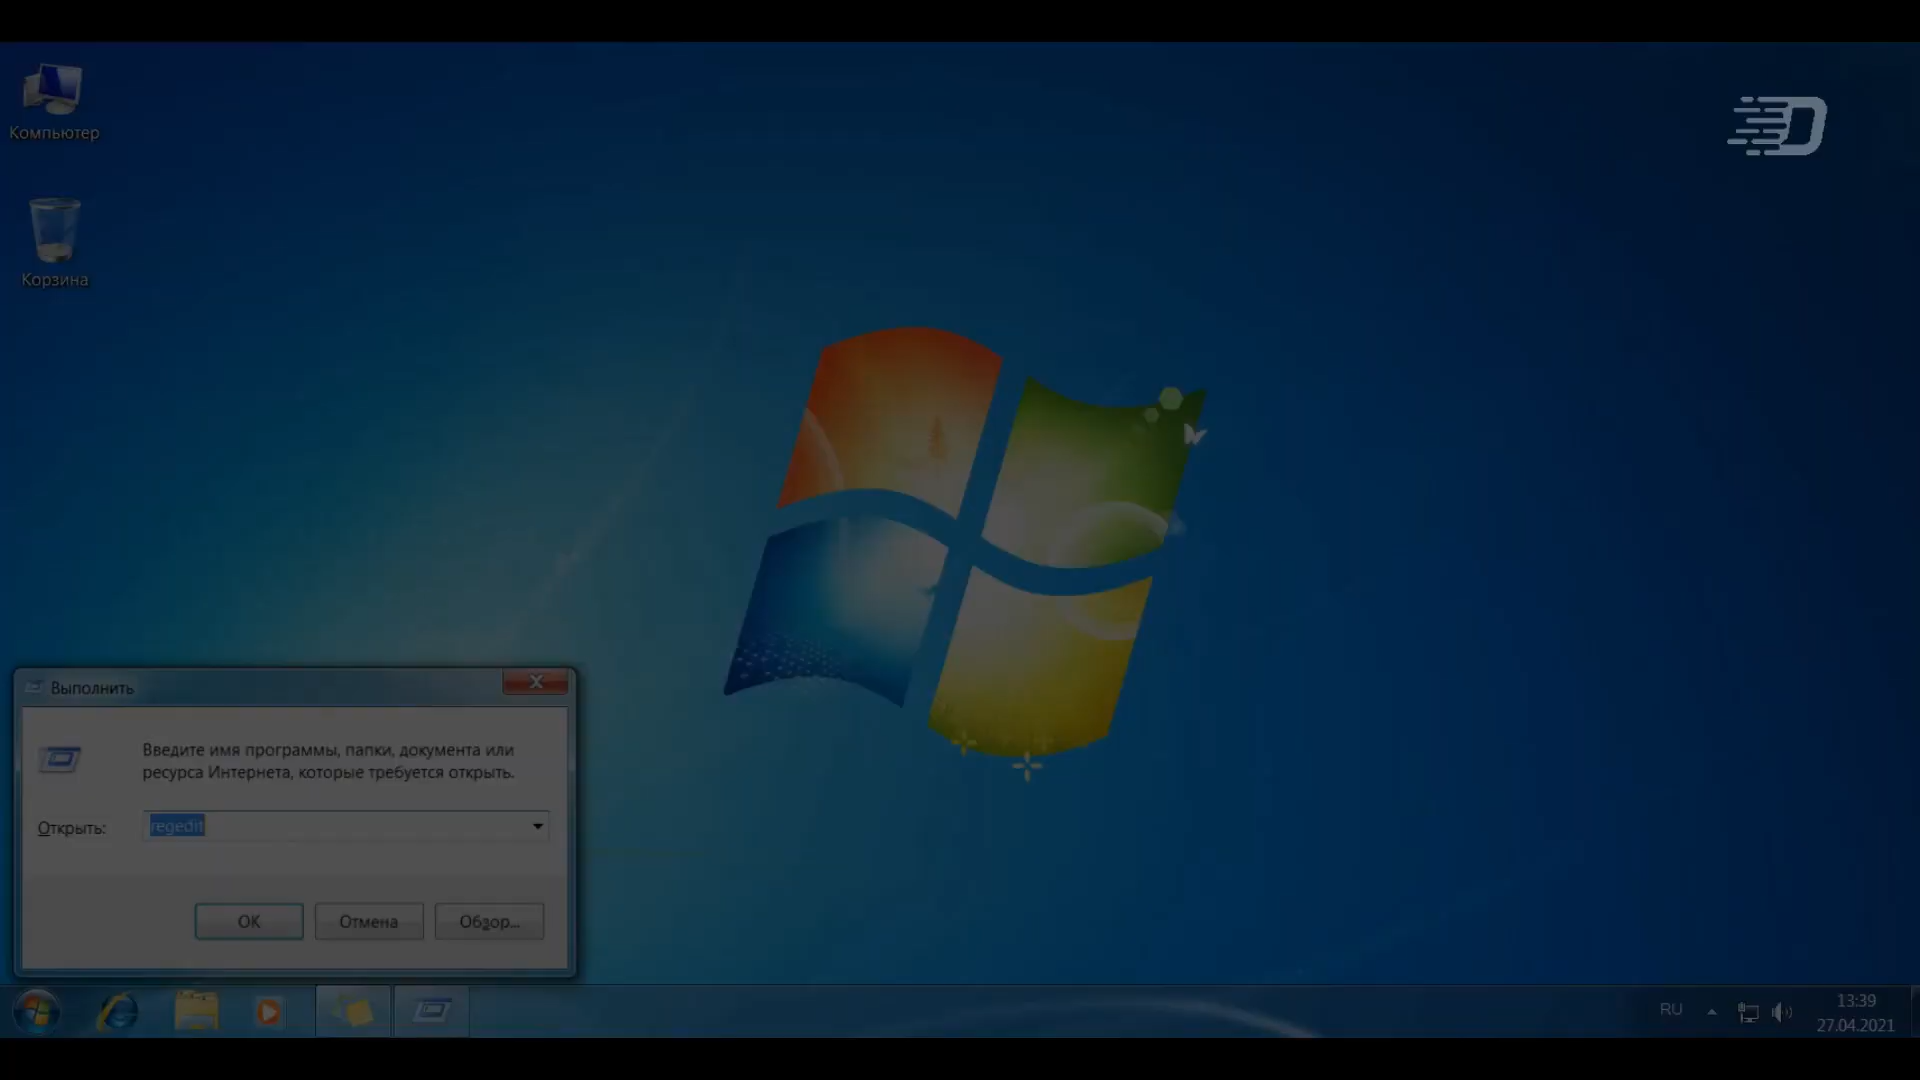 Компьютер
Корзина
Выполнить
Введите имя программы, папки, документа или
ресурса Интернета, которые требуется открыть.
Открыть: regedit
ОК Отмена Обзор...
RU 13:39
27.04.2021